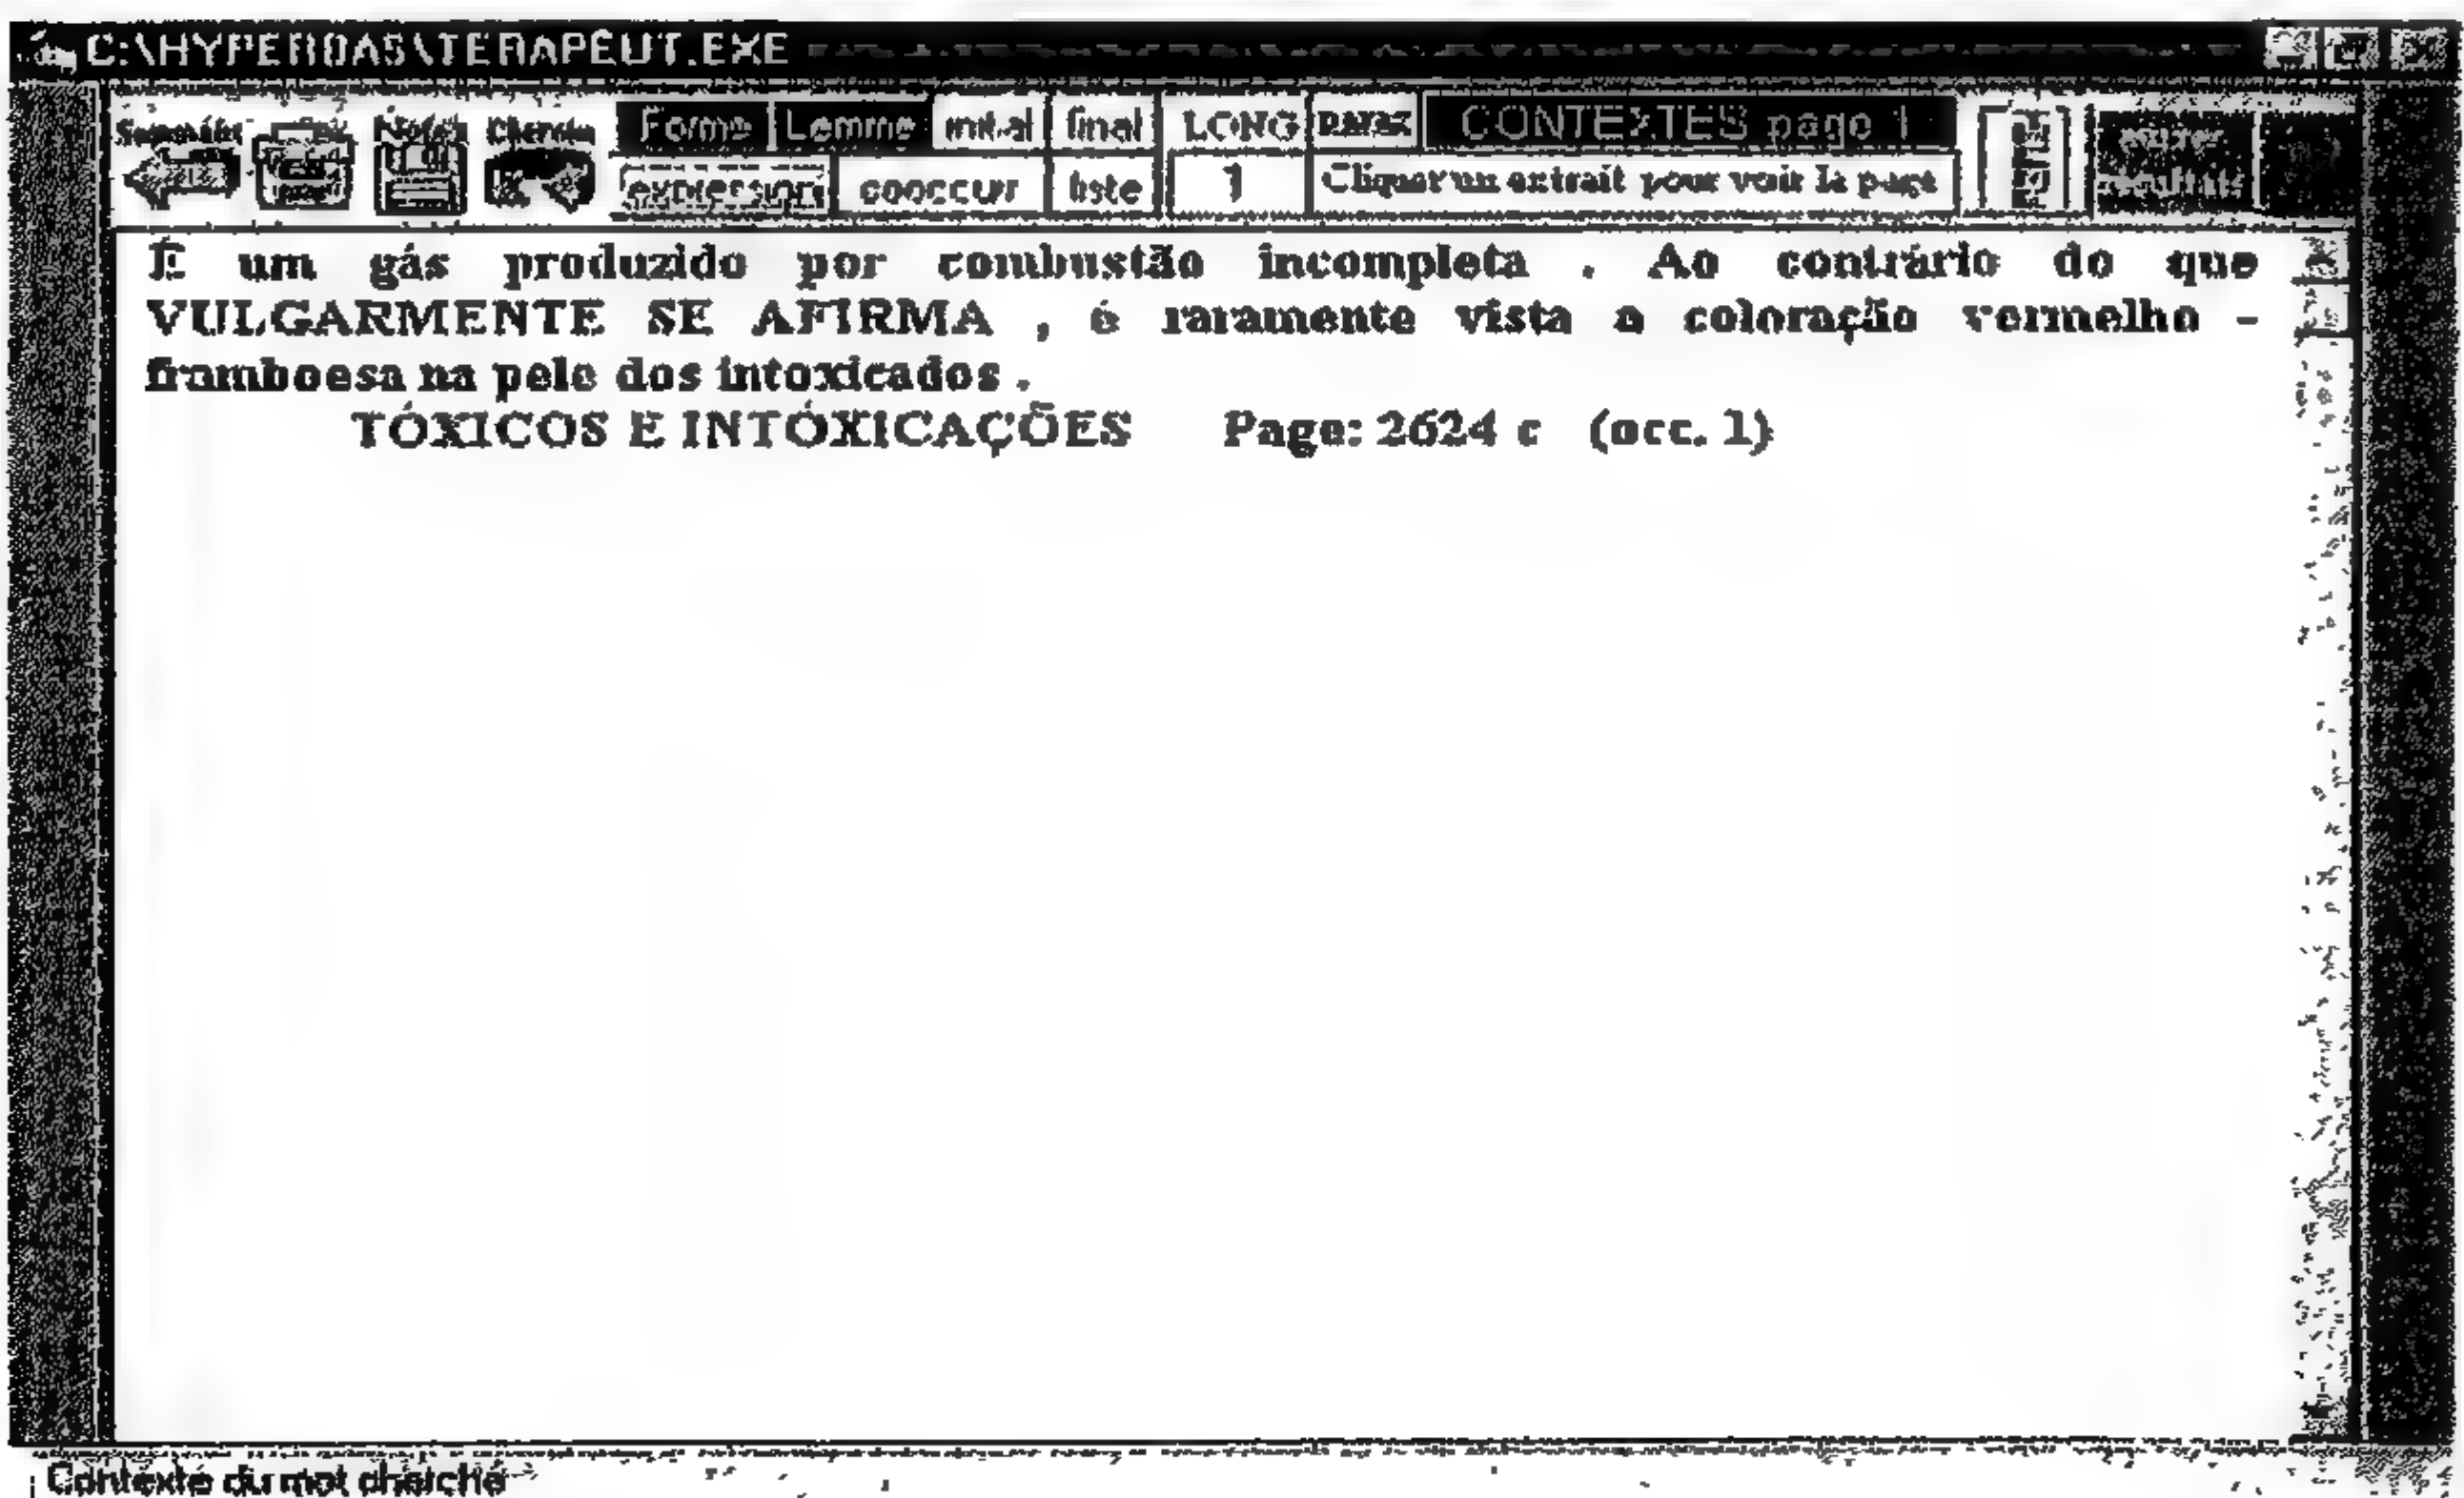 C:\HYPERBAS\TERAPEUT.EXE
Forme Lemme initial final LONG CONTEXTES page 1
expression cooccur liste 1 Cliquer un extrait pour voir la page
É um gás produzido por combustão incompleta . Ao contrário do que
VULGARMENTE SE AFIRMA , é raramente vista a coloração vermelho -
framboesa na pele dos intoxicados .
TÓXICOS E INTÓXICAÇÕES Page: 2624 c (occ. 1)
Contexte du mot cherché